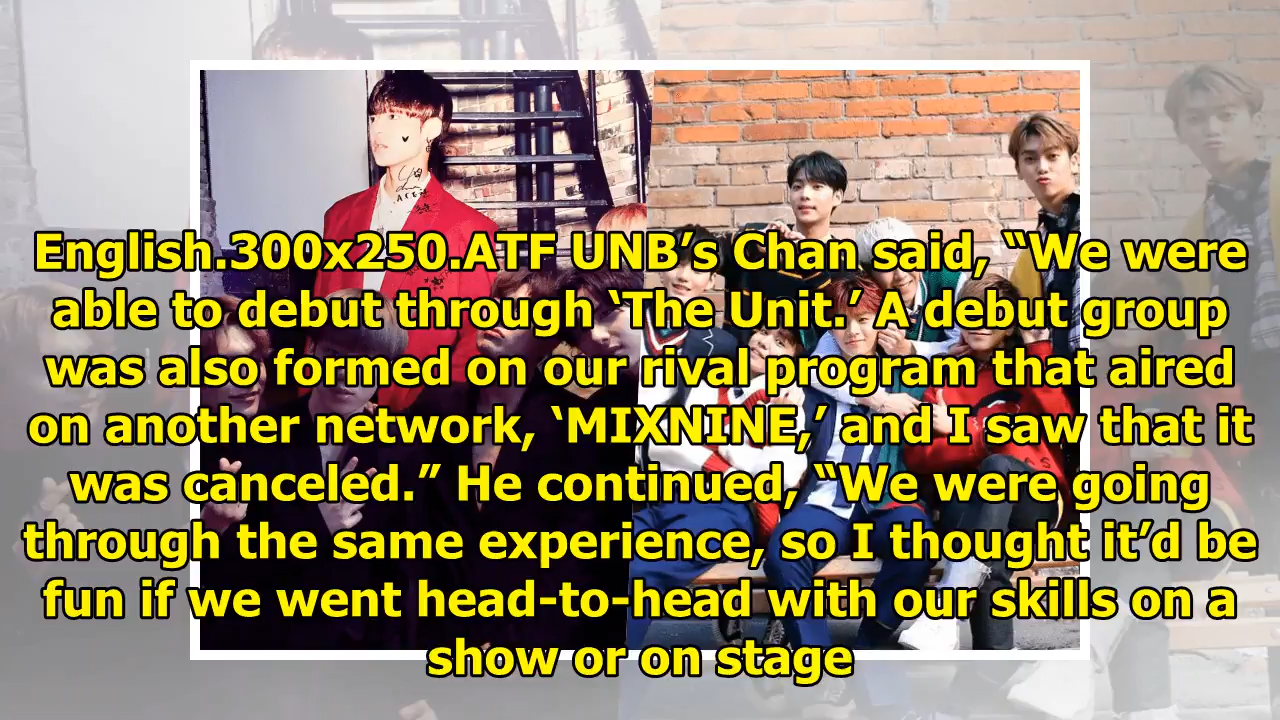 English.300x250.ATF UNB’s Chan said, “We were
able to debut through ‘The Unit.’ A debut group
was also formed on our rival program that aired
on another network, ‘MIXNINE,’ and I saw that it
was canceled.” He continued, “We were going
through the same experience, so I thought it’d be
fun if we went head-to-head with our skills on a
show or on stage